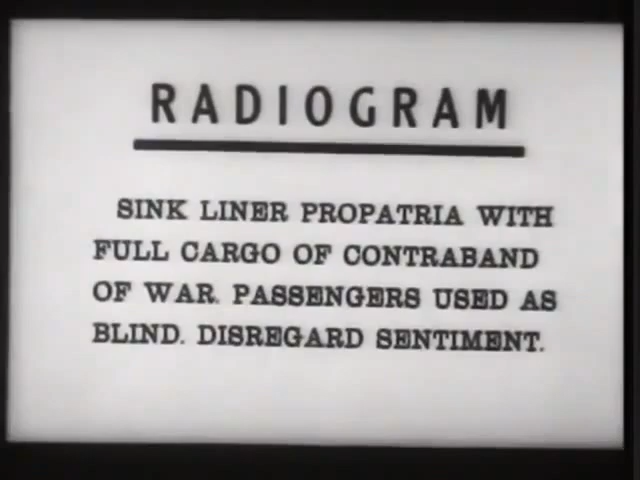 RADIOGRAM
SINK LINER PROPATRIA WITH
FULL CARGO OF CONTRABAND
OF WAR. PASSENGERS USED AS
BLIND. DISREGARD SENTIMENT.